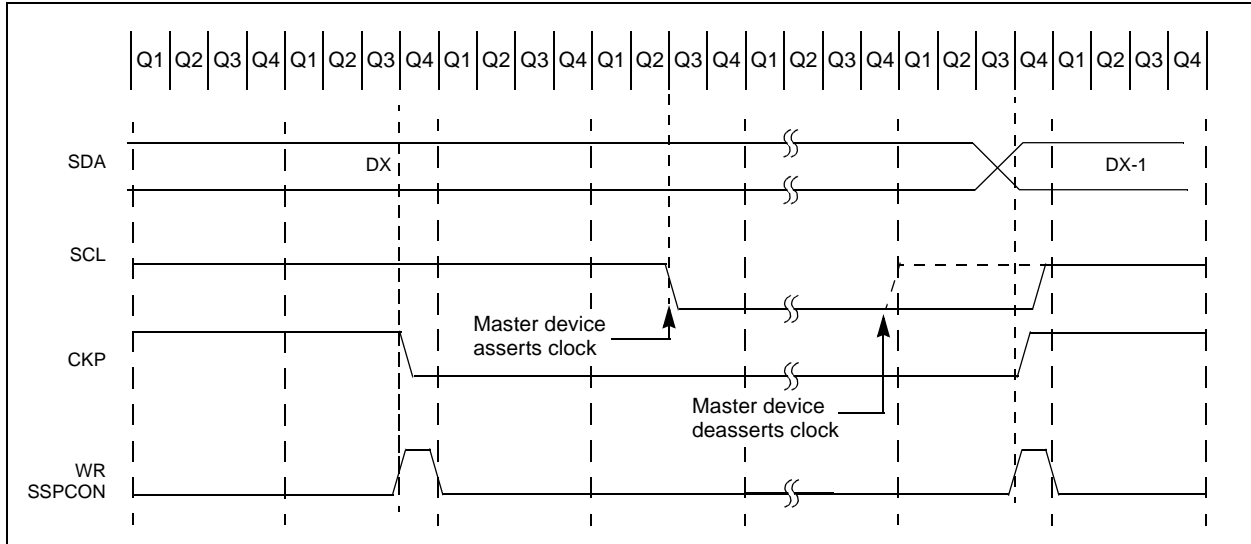 Q1 Q2 Q3 Q4 Q1 Q2 Q3 Q4 Q1 Q2 Q3 Q4 Q1 Q2 Q3 Q4 Q1 Q2 Q3 Q4 Q1 Q2 Q3 Q4 Q1 Q2 Q3 Q4
SDA
DX
DX-1
SCL
Master device
asserts clock
CKP
Master device
deasserts clock
WR
SSPCON